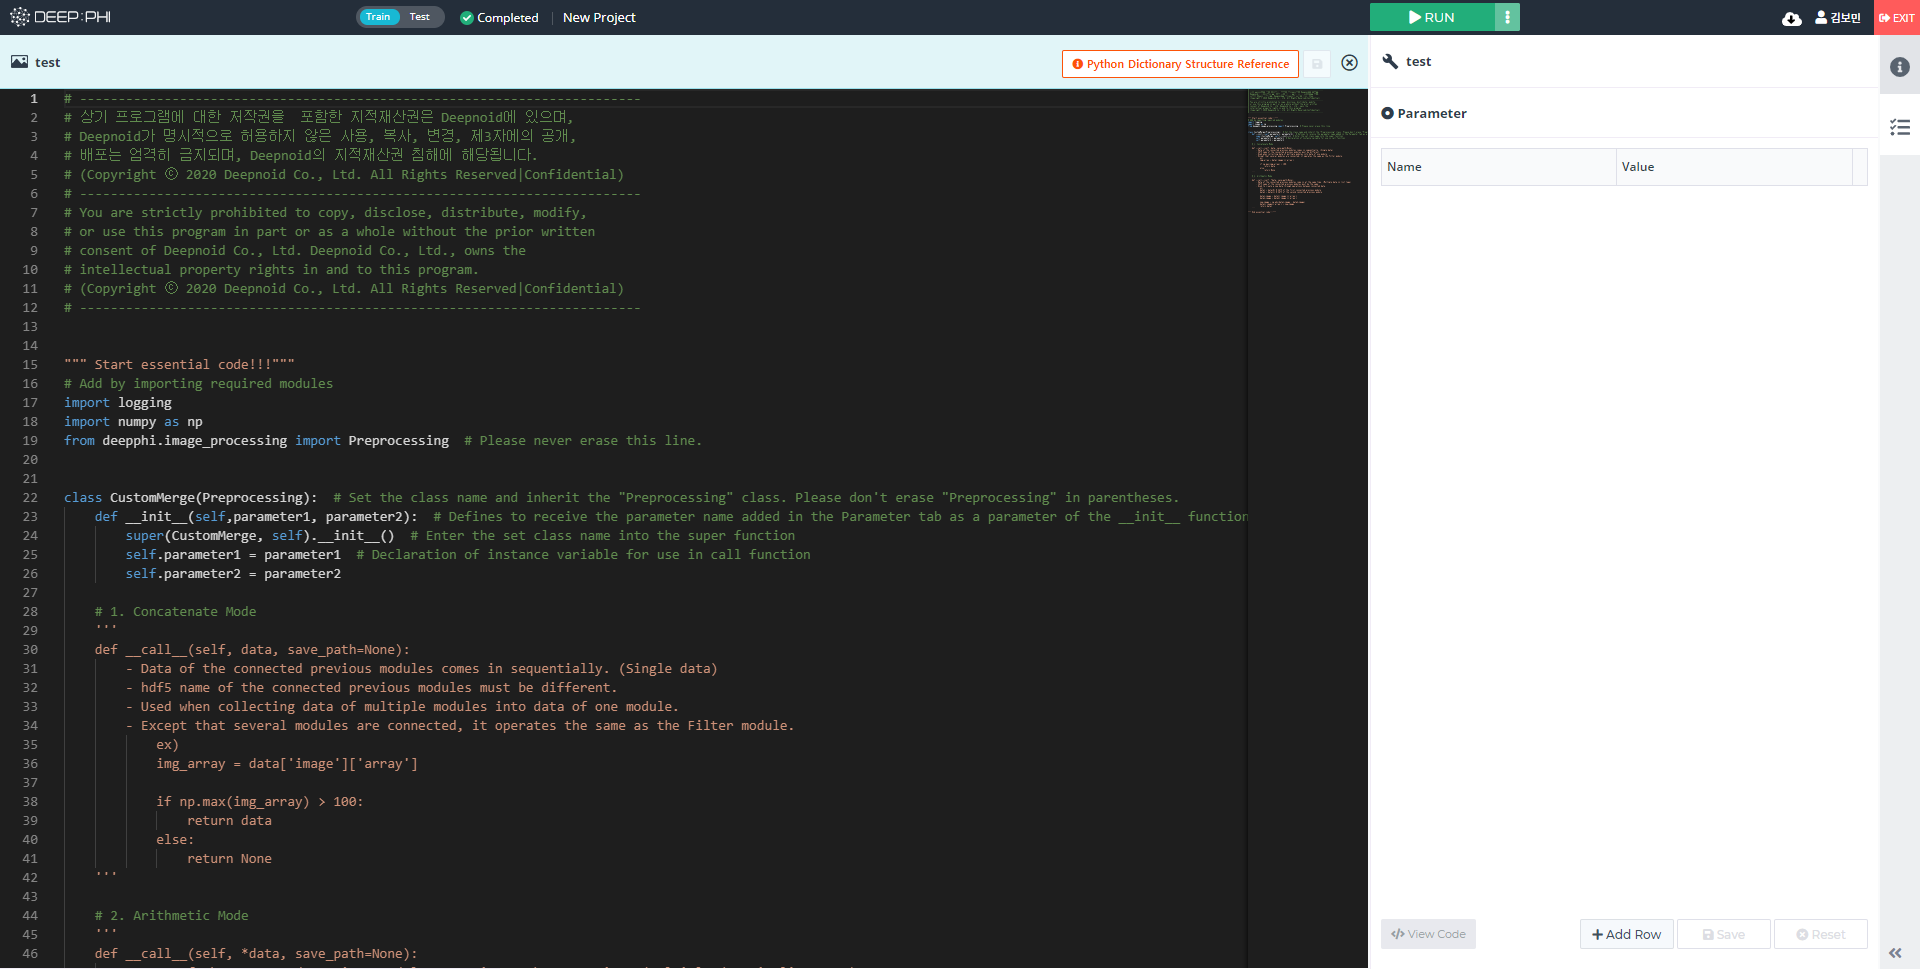 DEEP:PHI
Train Test Completed New Project
RUN
김보민
EXIT
test
Python Dictionary Structure Reference
1 # -------------------------------------------------------------------------
2 # 상기 프로그램에 대한 저작권을  포함한 지적재산권은 Deepnoid에 있으며,
3 # Deepnoid가 명시적으로 허용하지 않은 사용, 복사, 변경, 제3자에의 공개,
4 # 배포는 엄격히 금지되며, Deepnoid의 지적재산권 침해에 해당됩니다.
5 # (Copyright ⓒ 2020 Deepnoid Co., Ltd. All Rights Reserved|Confidential)
6 # -------------------------------------------------------------------------
7 # You are strictly prohibited to copy, disclose, distribute, modify,
8 # or use this program in part or as a whole without the prior written
9 # consent of Deepnoid Co., Ltd. Deepnoid Co., Ltd., owns the
10 # intellectual property rights in and to this program.
11 # (Copyright ⓒ 2020 Deepnoid Co., Ltd. All Rights Reserved|Confidential)
12 # -------------------------------------------------------------------------
13
14
15 """ Start essential code!!!"""
16 # Add by importing required modules
17 import logging
18 import numpy as np
19 from deepphi.image_processing import Preprocessing  # Please never erase this line.
20
21
22 class CustomMerge(Preprocessing):  # Set the class name and inherit the "Preprocessing" class. Please don't erase "Preprocessing" in parentheses.
23     def __init__(self,parameter1, parameter2):  # Defines to receive the parameter name added in the Parameter tab as a parameter of the __init__ function
24         super(CustomMerge, self).__init__()  # Enter the set class name into the super function
25         self.parameter1 = parameter1  # Declaration of instance variable for use in call function
26         self.parameter2 = parameter2
27
28     # 1. Concatenate Mode
29     '''
30     def __call__(self, data, save_path=None):
31         - Data of the connected previous modules comes in sequentially. (Single data)
32         - hdf5 name of the connected previous modules must be different.
33         - Used when collecting data of multiple modules into data of one module.
34         - Except that several modules are connected, it operates the same as the Filter module.
35             ex)
36             img_array = data['image']['array']
37
38             if np.max(img_array) > 100:
39                 return data
40             else:
41                 return None
42     '''
43
44     # 2. Arithmetic Mode
45     '''
46     def __call__(self, *data, save_path=None):
test
Parameter
Name Value
View Code
Add Row
Save
Reset